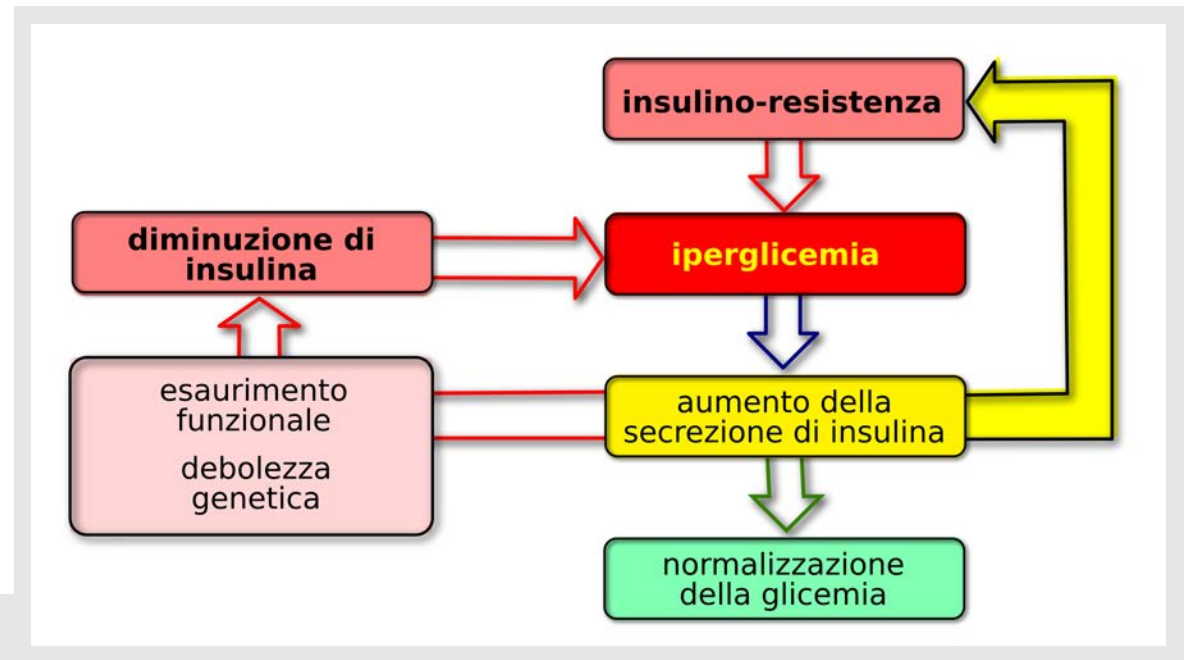 insulino-resistenza
diminuzione di
insulina
iperglicemia
esaurimento
funzionale
debolezza
genetica
aumento della
secrezione di insulina
normalizzazione
della glicemia